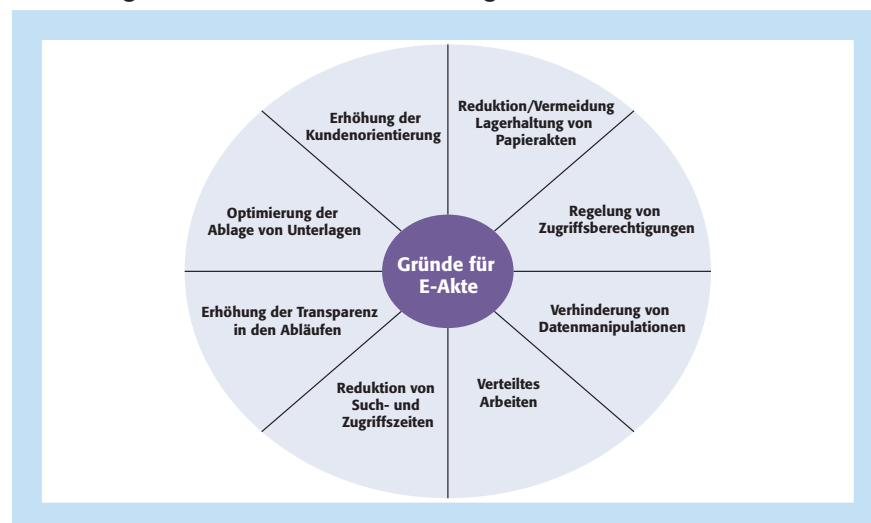 Erhöhung der
Kundenorientierung
Reduktion/Vermeidung
Lagerhaltung von
Papierakten
Optimierung der
Ablage von Unterlagen
Regelung von
Zugriffsberechtigungen
Gründe für
E-Akte
Erhöhung der Transparenz
in den Abläufen
Verhinderung von
Datenmanipulationen
Reduktion von
Such- und
Zugriffszeiten
Verteiltes
Arbeiten